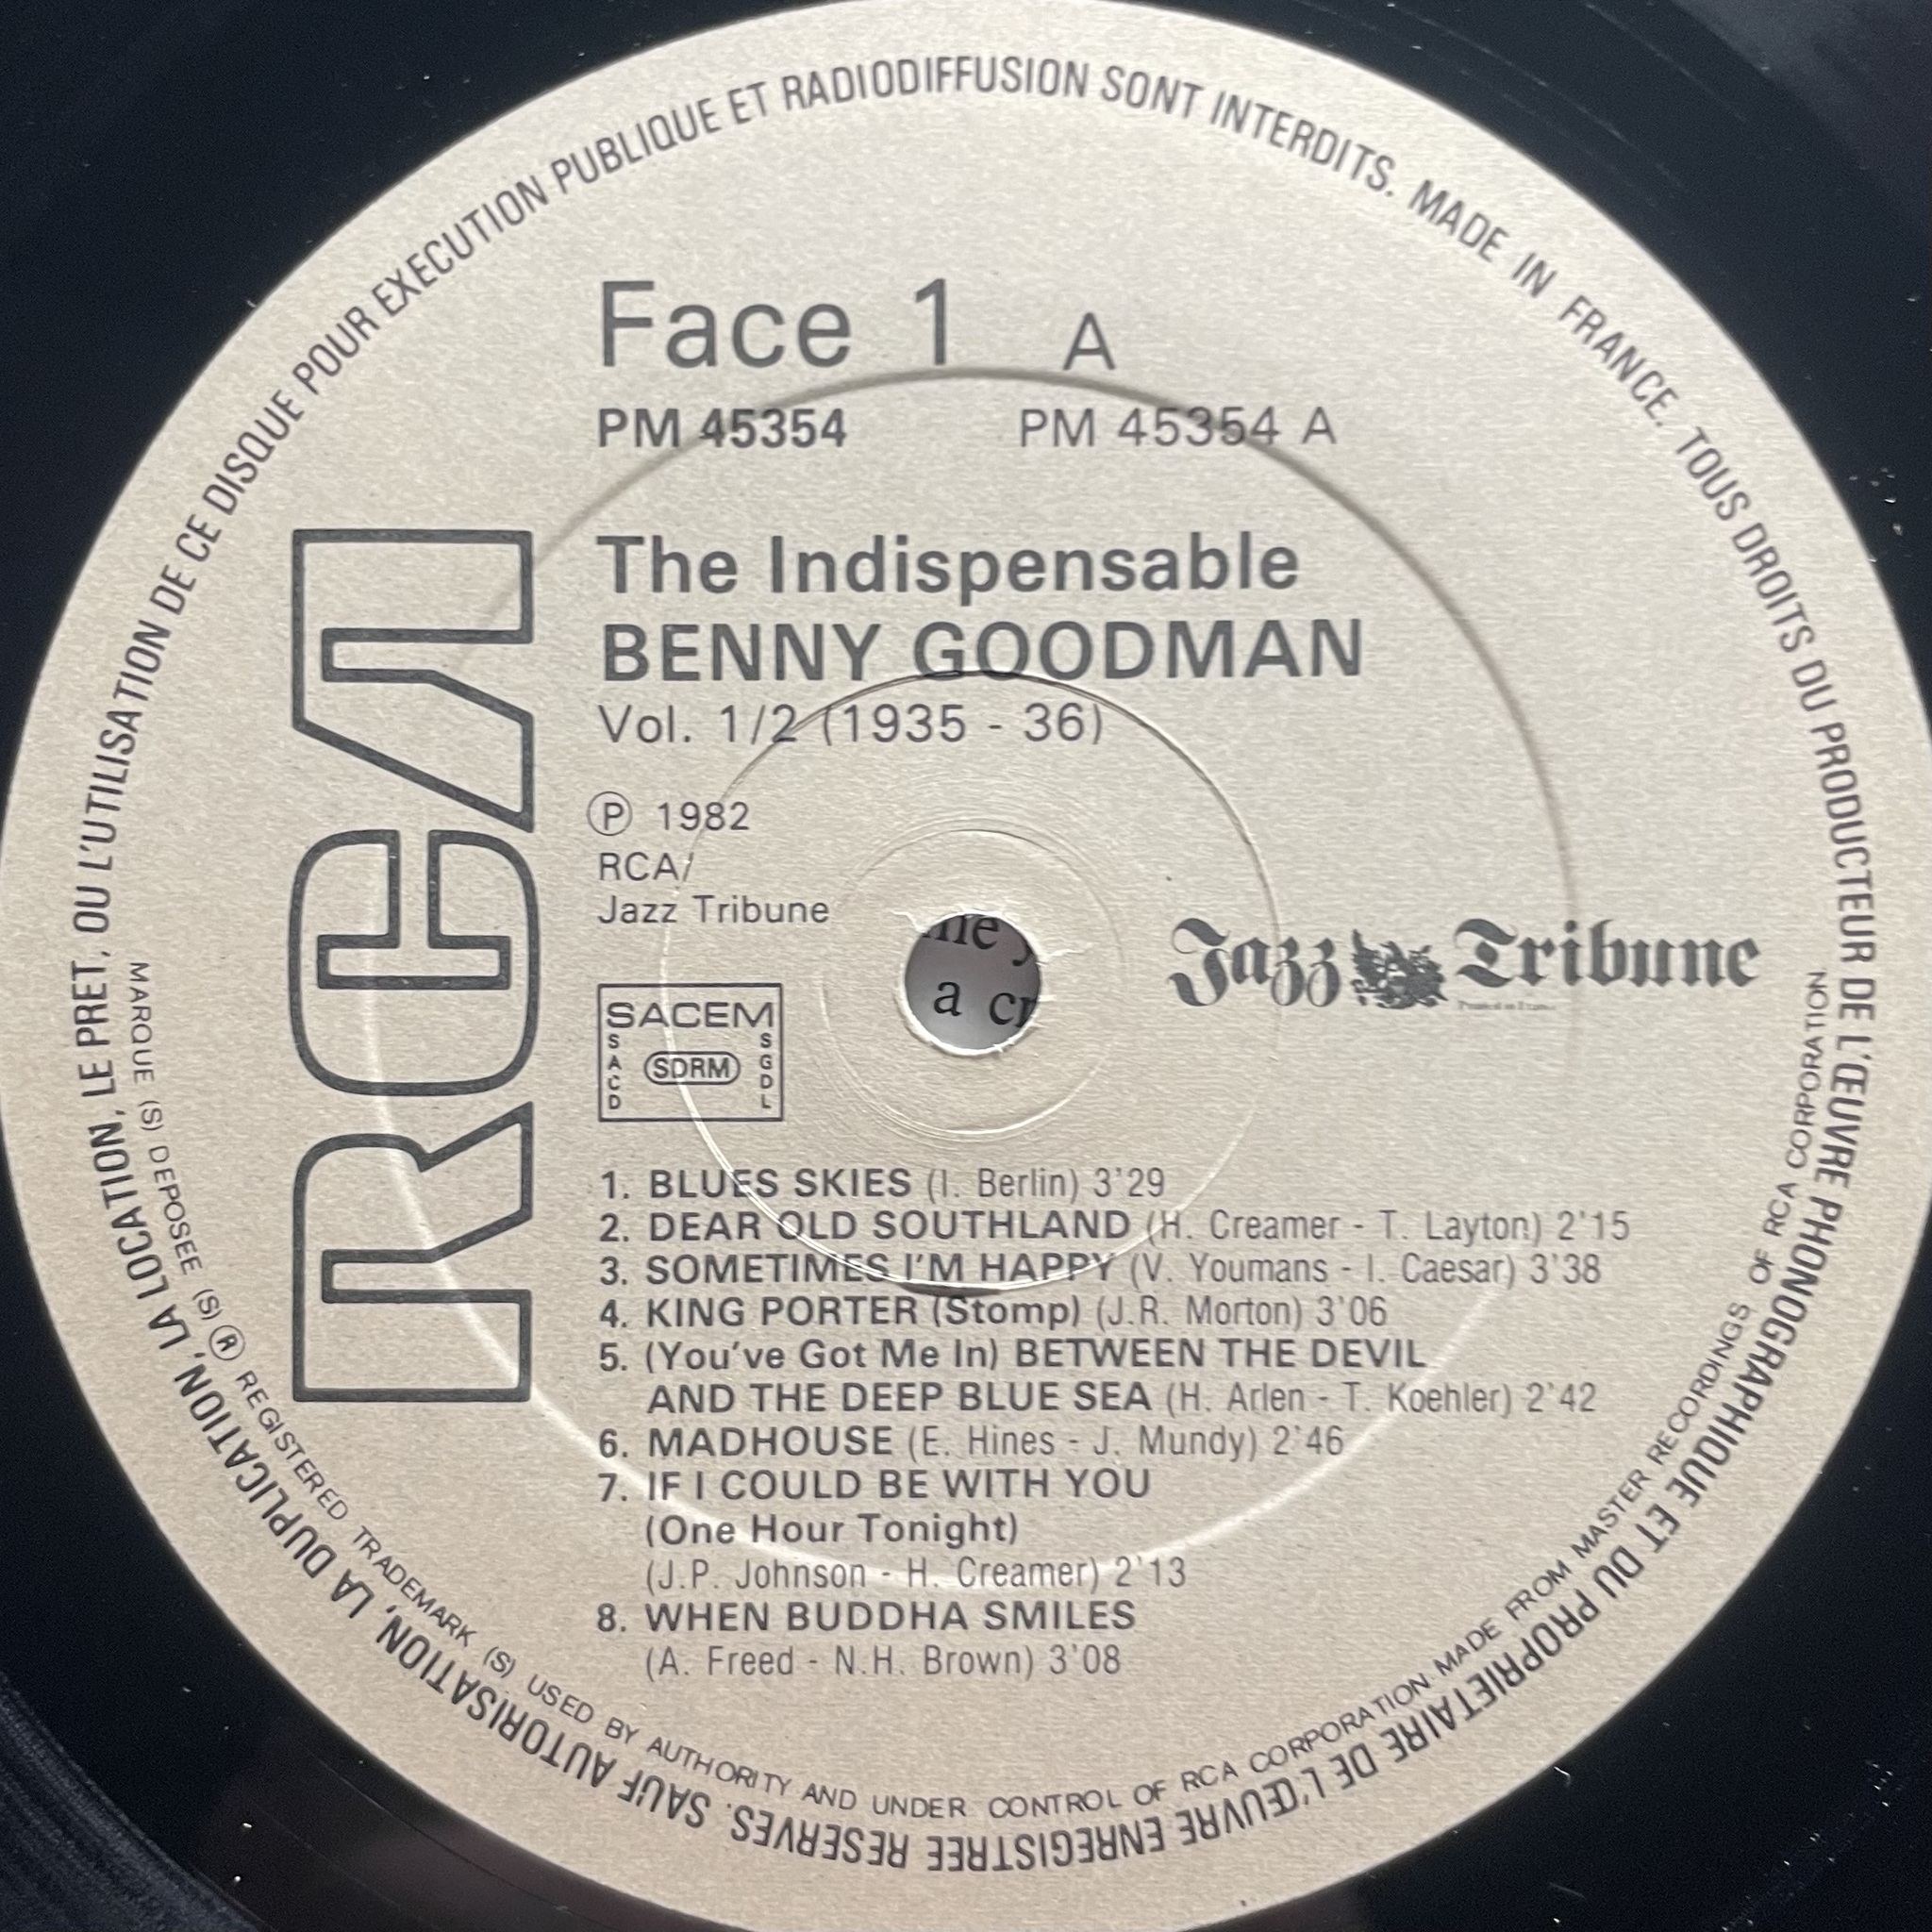 Face 1 A
PM 45354 PM 45354 A
The Indispensable
BENNY GOODMAN
Vol. 1/2 (1935 - 36)
Ⓟ 1982
RCA/
Jazz Tribune
RCA
Jazz Tribune
a
SACEM
SACD
SDRM
SGDL
1. BLUES SKIES (I. Berlin) 3'29
2. DEAR OLD SOUTHLAND (H. Creamer - T. Layton) 2'15
3. SOMETIMES I'M HAPPY (V. Youmans - I. Caesar) 3'38
4. KING PORTER (Stomp) (J.R. Morton) 3'06
5. (You've Got Me In) BETWEEN THE DEVIL
AND THE DEEP BLUE SEA (H. Arlen - T. Koehler) 2'42
6. MADHOUSE (E. Hines - J. Mundy) 2'46
7. IF I COULD BE WITH YOU
(One Hour Tonight)
(J.P. Johnson - H. Creamer) 2'13
8. WHEN BUDDHA SMILES
(A. Freed - N.H. Brown) 3'08
TOUS DROITS DU PRODUCTEUR DE L'ŒUVRE PHONOGRAPHIQUE ET DU PROPRIETAIRE DE L'ŒUVRE ENREGISTREE RESERVES. SAUF AUTORISATION, LA DUPLICATION, LA LOCATION, LE PRET, OU L'UTILISATION DE CE DISQUE POUR EXECUTION PUBLIQUE ET RADIODIFFUSION SONT INTERDITS. MADE IN FRANCE.
MARQUE (S) DEPOSEE (S) ® REGISTERED TRADEMARK (S) USED BY AUTHORITY AND UNDER CONTROL OF RCA CORPORATION MADE FROM MASTER RECORDINGS OF RCA CORPORATION